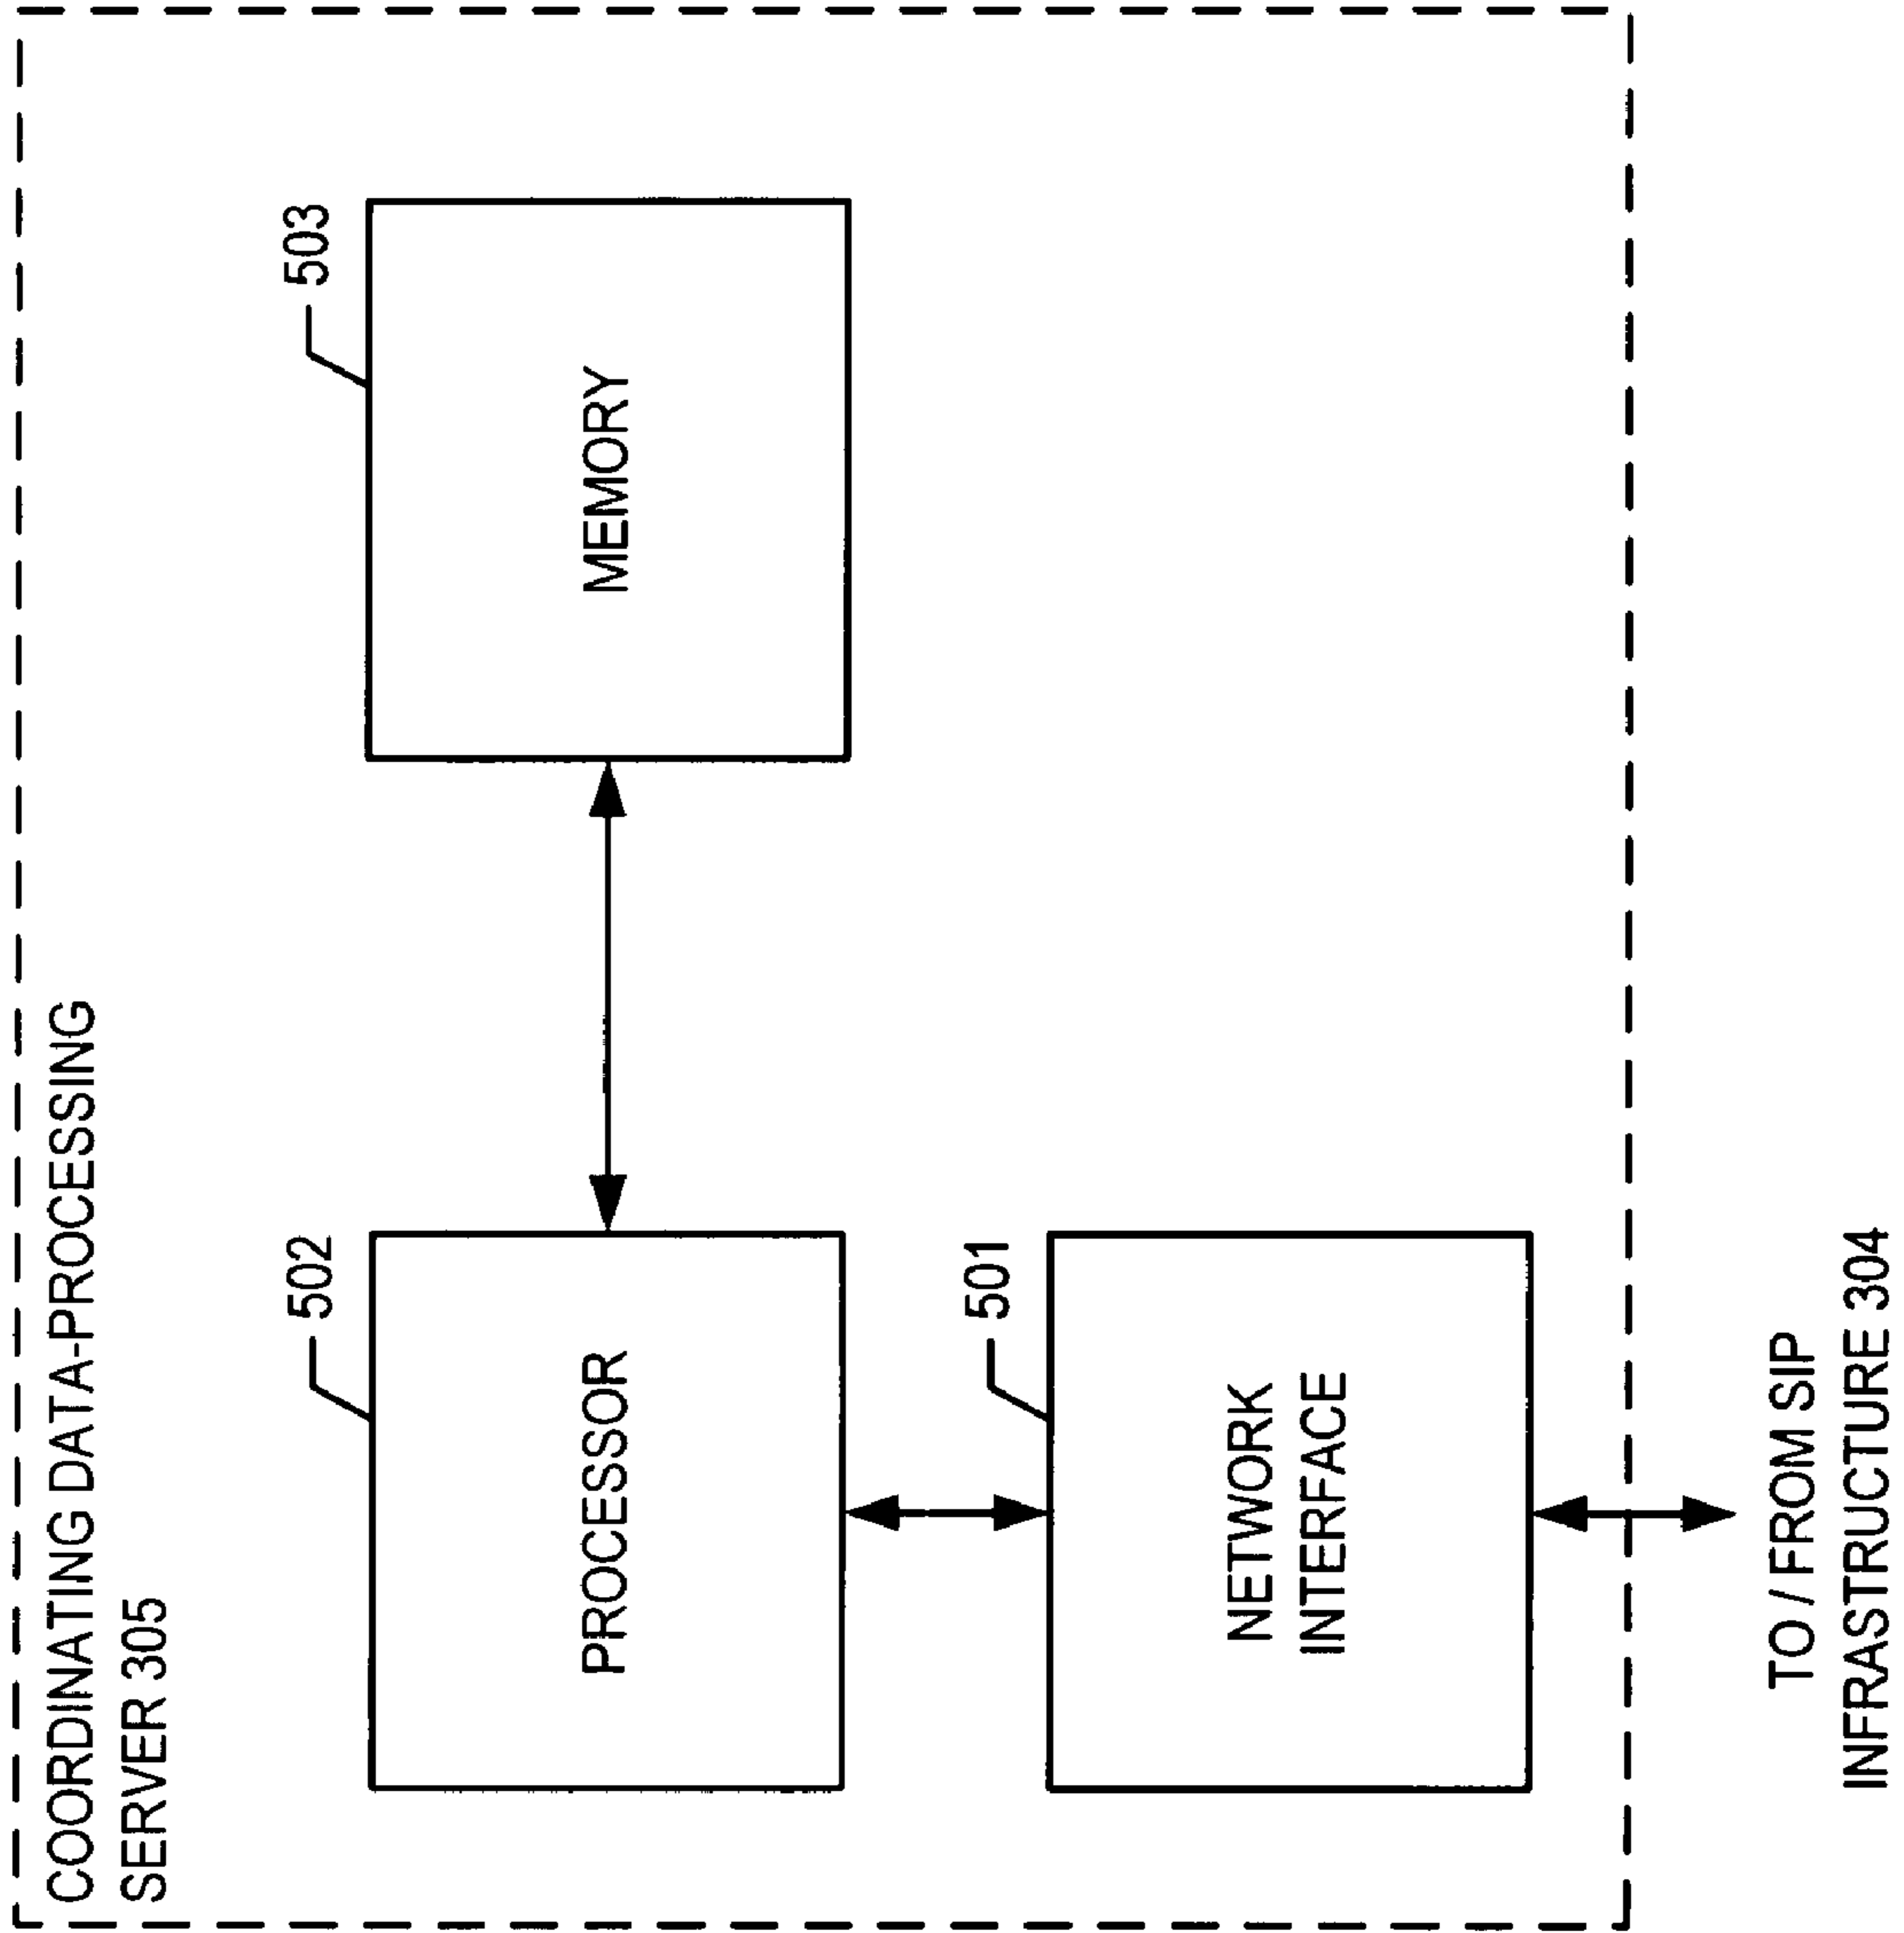 COORDINATING DATA-PROCESSING
SERVER 305
502
PROCESSOR
503
MEMORY
501
NETWORK
INTERFACE
TO / FROM SIP
INFRASTRUCTURE 304